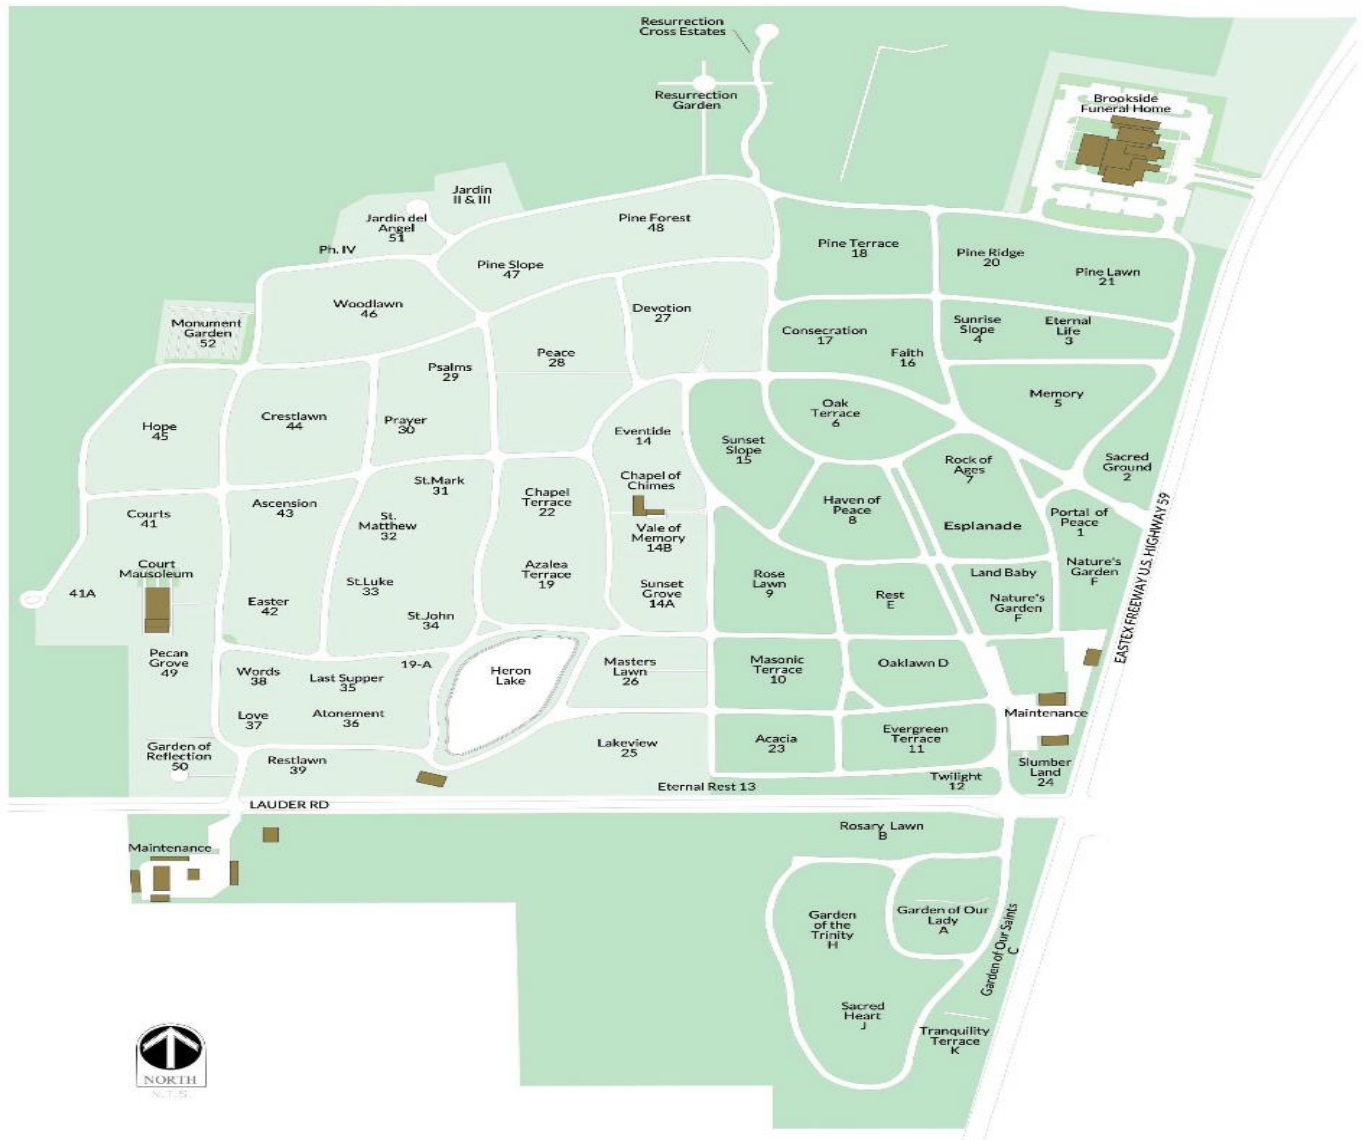 Resurrection
Cross Estates
Resurrection
Garden
Brookside
Funeral Home
Jardin
II & III
Jardin del
Angel
51
Ph. IV
Pine Forest
48
Pine Slope
47
Pine Terrace
18
Pine Ridge
20
Pine Lawn
21
Woodlawn
46
Devotion
27
Monument
Garden
52
Consecration
17
Faith
16
Sunrise
Slope
4
Eternal
Life
3
Peace
28
Psalms
29
Memory
5
Oak
Terrace
6
Crestlawn
44
Prayer
30
Hope
45
Eventide
14
Sunset
Slope
15
Rock of
Ages
7
Sacred
Ground
2
St.Mark
31
Chapel of
Chimes
Chapel
Terrace
22
Ascension
43
Courts
41
St.
Matthew
32
Haven of
Peace
8
Esplanade
Portal of
Peace
1
Vale of
Memory
14B
Court
Mausoleum
Azalea
Terrace
19
Nature's
Garden
F
Land Baby
St.Luke
33
Sunset
Grove
14A
Rose
Lawn
9
Rest
E
Nature's
Garden
F
41A
Easter
42
St.John
34
EASTEX FREEWAY U.S. HIGHWAY 59
Pecan
Grove
49
19-A
Heron
Lake
Masters
Lawn
26
Masonic
Terrace
10
Oaklawn D
Words
38
Last Supper
35
Love
37
Atonement
36
Maintenance
Garden of
Reflection
50
Restlawn
39
Lakeview
25
Acacia
23
Evergreen
Terrace
11
Slumber
Land
24
Twilight
12
Eternal Rest 13
LAUDER RD
Rosary Lawn
B
Maintenance
Garden
of the
Trinity
H
Garden of Our
Lady
A
Garden of Our Saints
C
Sacred
Heart
J
Tranquility
Terrace
K
NORTH
N.T.S.